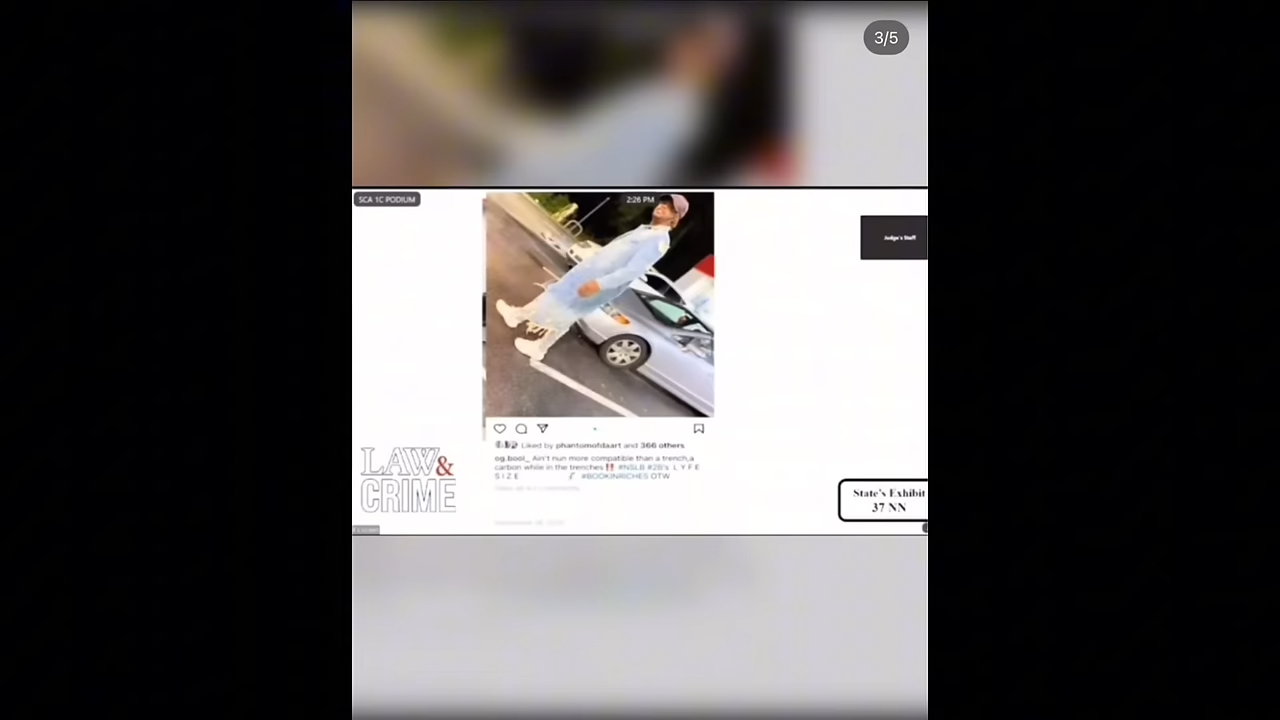 3/5
SCA 1C PODIUM
2:26 PM
Judge's Staff
Liked by phantomofdaart and 366 others
og.bool_ Ain't nun more compatible than a trench,a
carbon while in the trenches‼️ #NSLB #2B's L Y F E
S I Z E #BOOKINRICHES OTW
LAW&
CRIME
State's Exhibit
37 NN